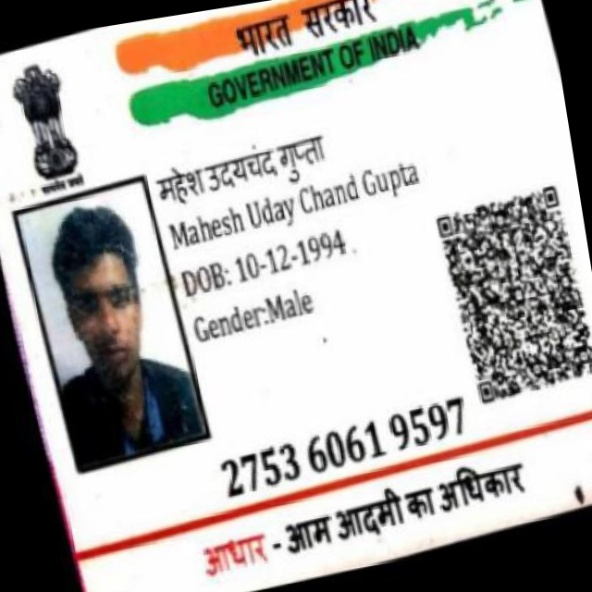 भारत सरकार
GOVERNMENT OF INDIA
सत्यमेव जयते
महेश उदयचंद गुप्ता
Mahesh Uday Chand Gupta
DOB: 10-12-1994
Gender:Male
2753 6061 9597
आधार - आम आदमी का अधिकार